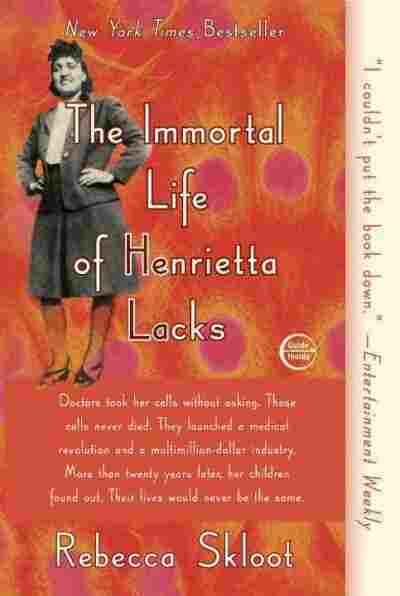 New York Times Bestseller
The Immortal
Life
of Henrietta
Lacks
Guide
Inside
Doctors took her cells without asking. Those
cells never died. They launched a medical
revolution and a multimillion-dollar industry.
More than twenty years later, her children
found out. Their lives would never be the same.
Rebecca Skloot
"I couldn't put the book down." —Entertainment Weekly